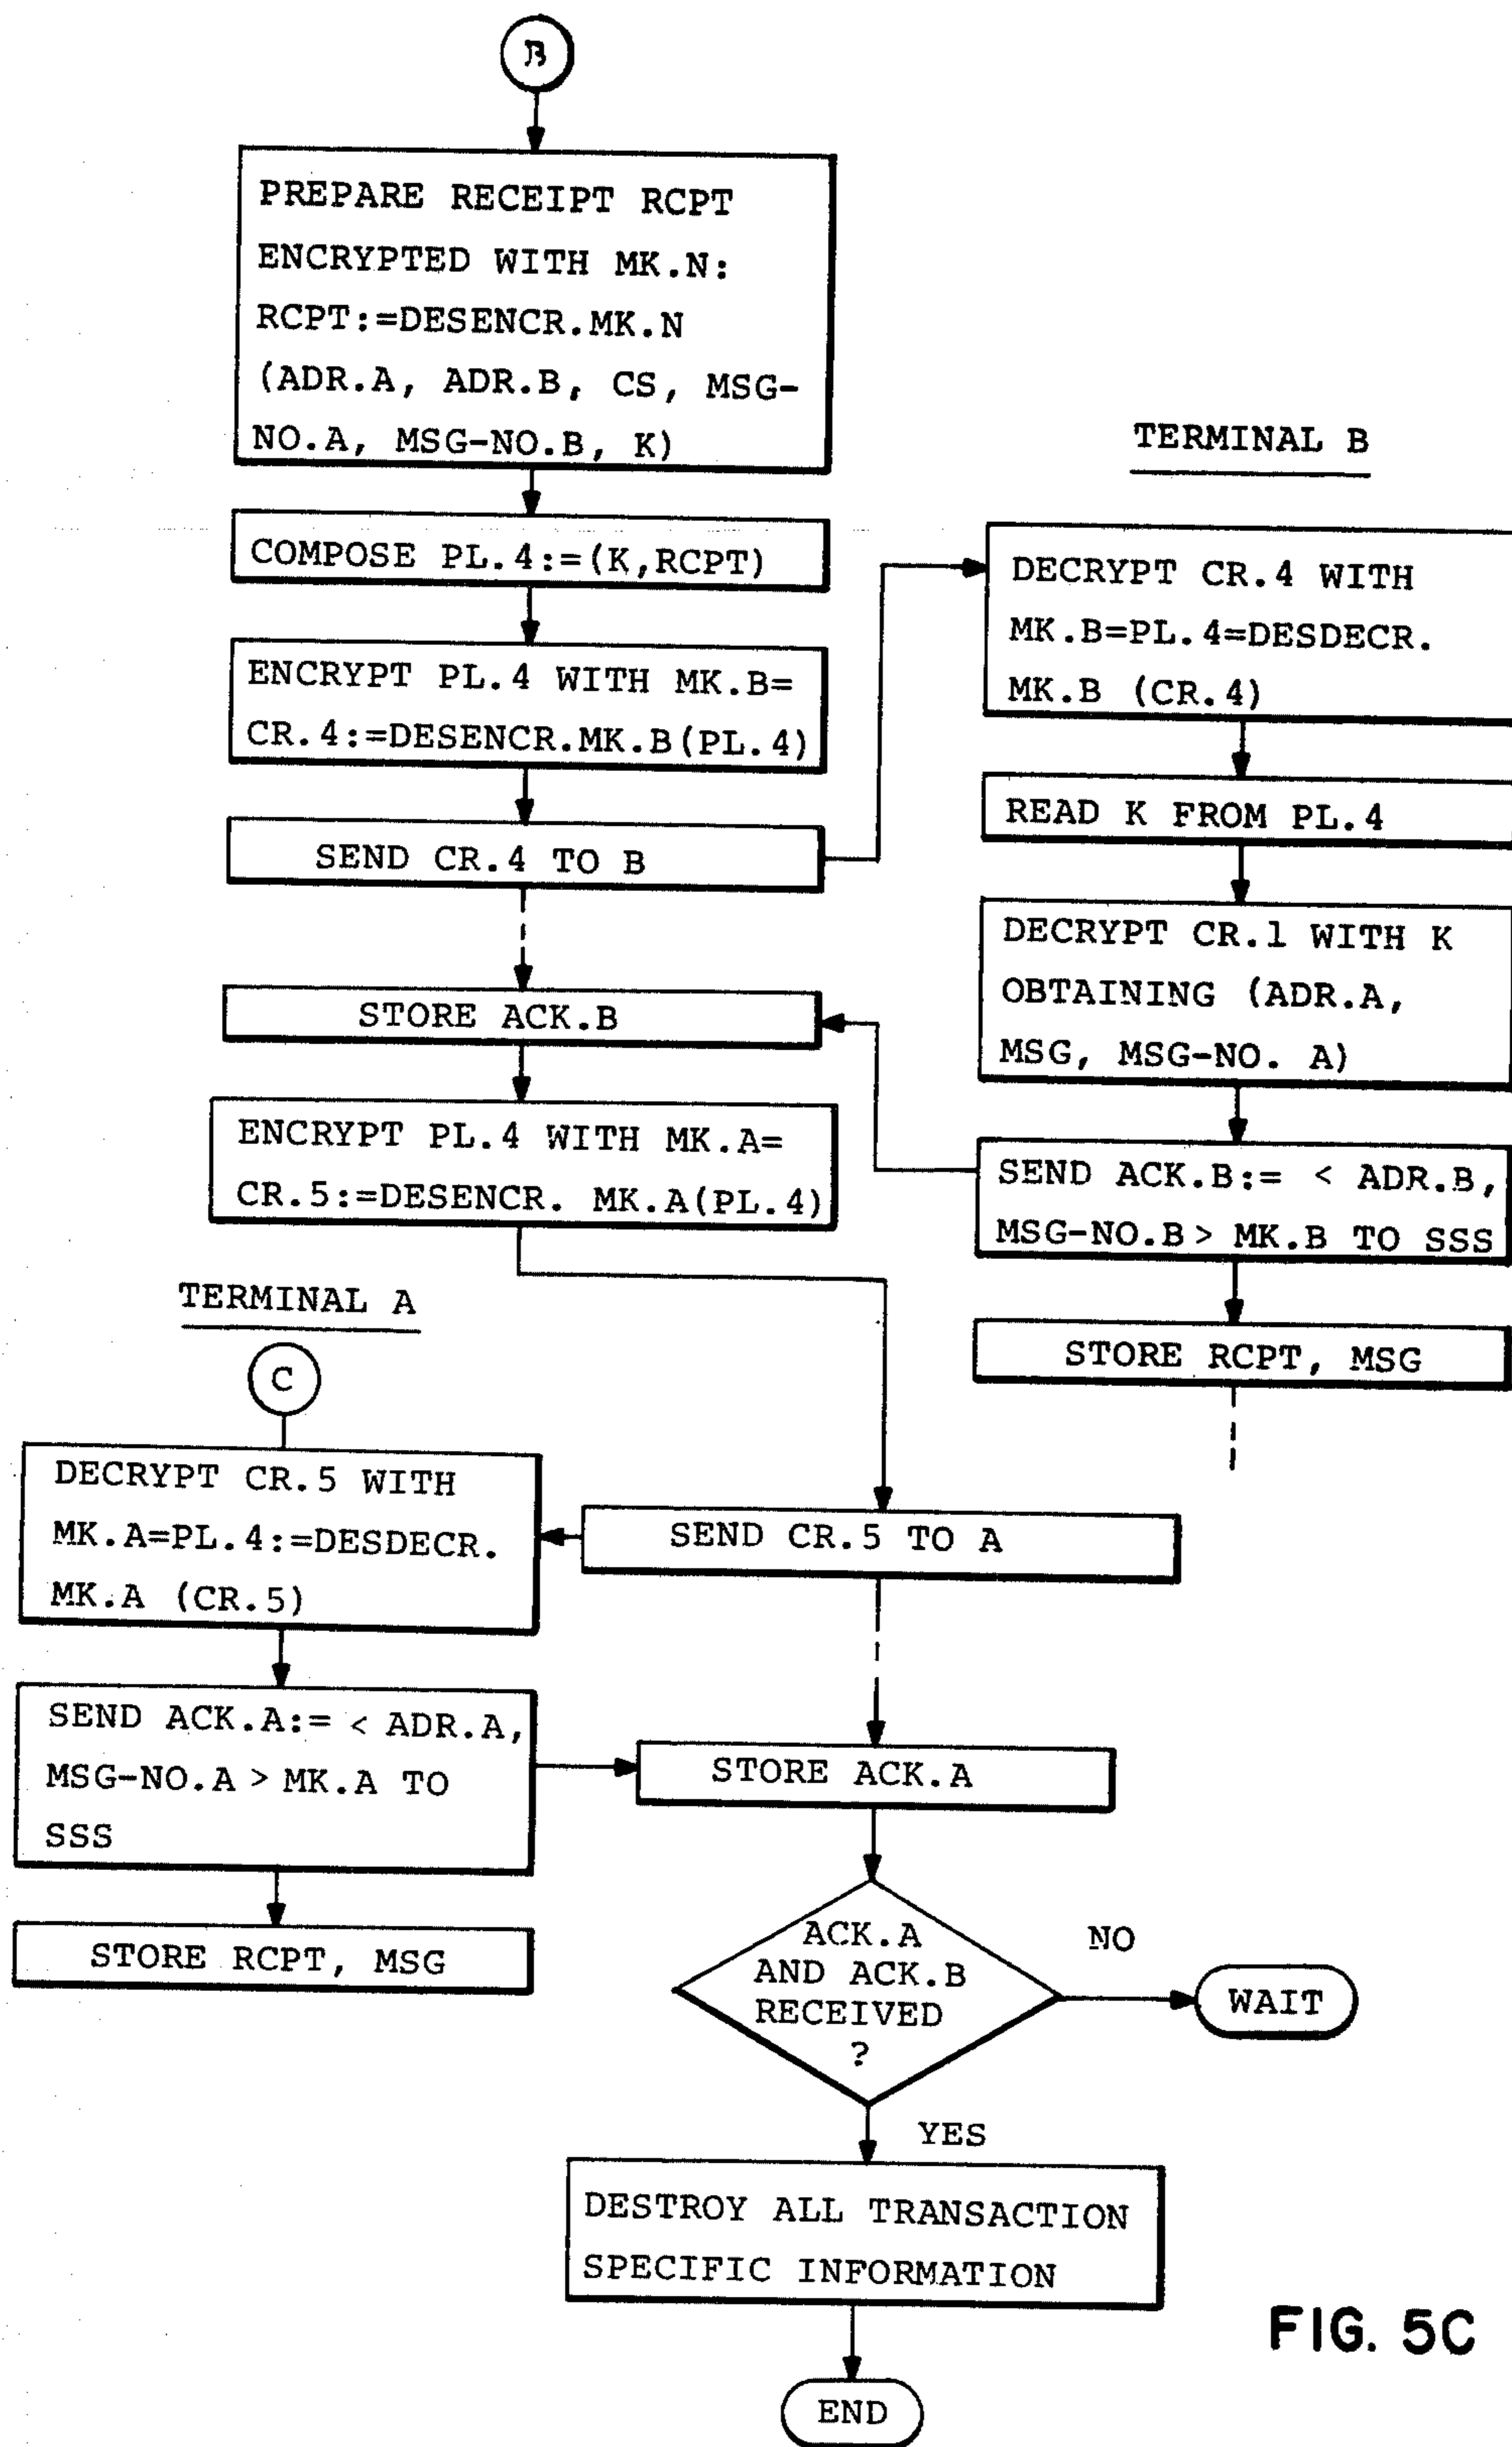 B
PREPARE RECEIPT RCPT
ENCRYPTED WITH MK.N:
RCPT:=DESENCR.MK.N
(ADR.A, ADR.B, CS, MSG-
NO.A, MSG-NO.B, K)
COMPOSE PL.4:=(K,RCPT)
ENCRYPT PL.4 WITH MK.B=
CR.4:=DESENCR.MK.B(PL.4)
SEND CR.4 TO B
STORE ACK.B
ENCRYPT PL.4 WITH MK.A=
CR.5:=DESENCR. MK.A(PL.4)
TERMINAL B
DECRYPT CR.4 WITH
MK.B=PL.4=DESDECR.
MK.B (CR.4)
READ K FROM PL.4
DECRYPT CR.1 WITH K
OBTAINING (ADR.A,
MSG, MSG-NO. A)
SEND ACK.B:= < ADR.B,
MSG-NO.B> MK.B TO SSS
STORE RCPT, MSG
TERMINAL A
C
DECRYPT CR.5 WITH
MK.A=PL.4:=DESDECR.
MK.A (CR.5)
SEND ACK.A:= < ADR.A,
MSG-NO.A > MK.A TO
SSS
STORE RCPT, MSG
SEND CR.5 TO A
STORE ACK.A
ACK.A
AND ACK.B
RECEIVED
?
NO
WAIT
YES
DESTROY ALL TRANSACTION
SPECIFIC INFORMATION
END
FIG. 5C